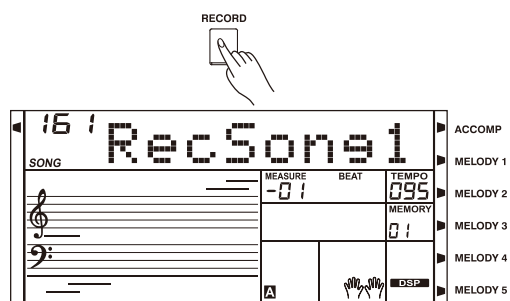 RECORD
161 RecSong1
SONG
ACCOMP
MELODY 1
MEASURE BEAT TEMPO
-01 095
MELODY 2
MEMORY
01
MELODY 3
MELODY 4
A DSP
MELODY 5